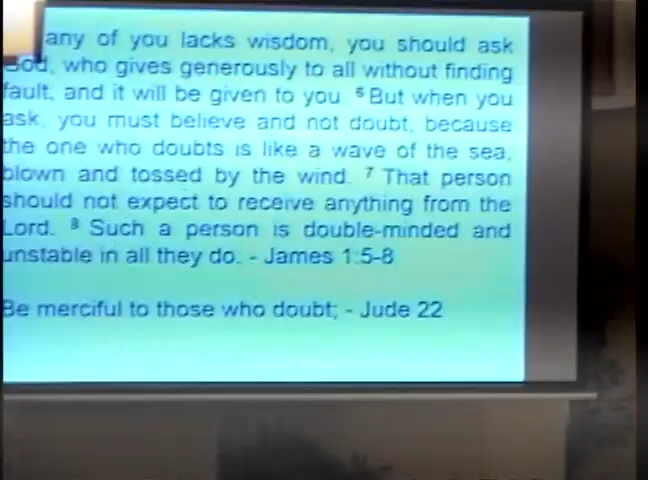 any of you lacks wisdom, you should ask
God, who gives generously to all without finding
fault, and it will be given to you. ⁶ But when you
ask, you must believe and not doubt, because
the one who doubts is like a wave of the sea,
blown and tossed by the wind. ⁷ That person
should not expect to receive anything from the
Lord. ⁸ Such a person is double-minded and
unstable in all they do. - James 1:5-8
Be merciful to those who doubt; - Jude 22